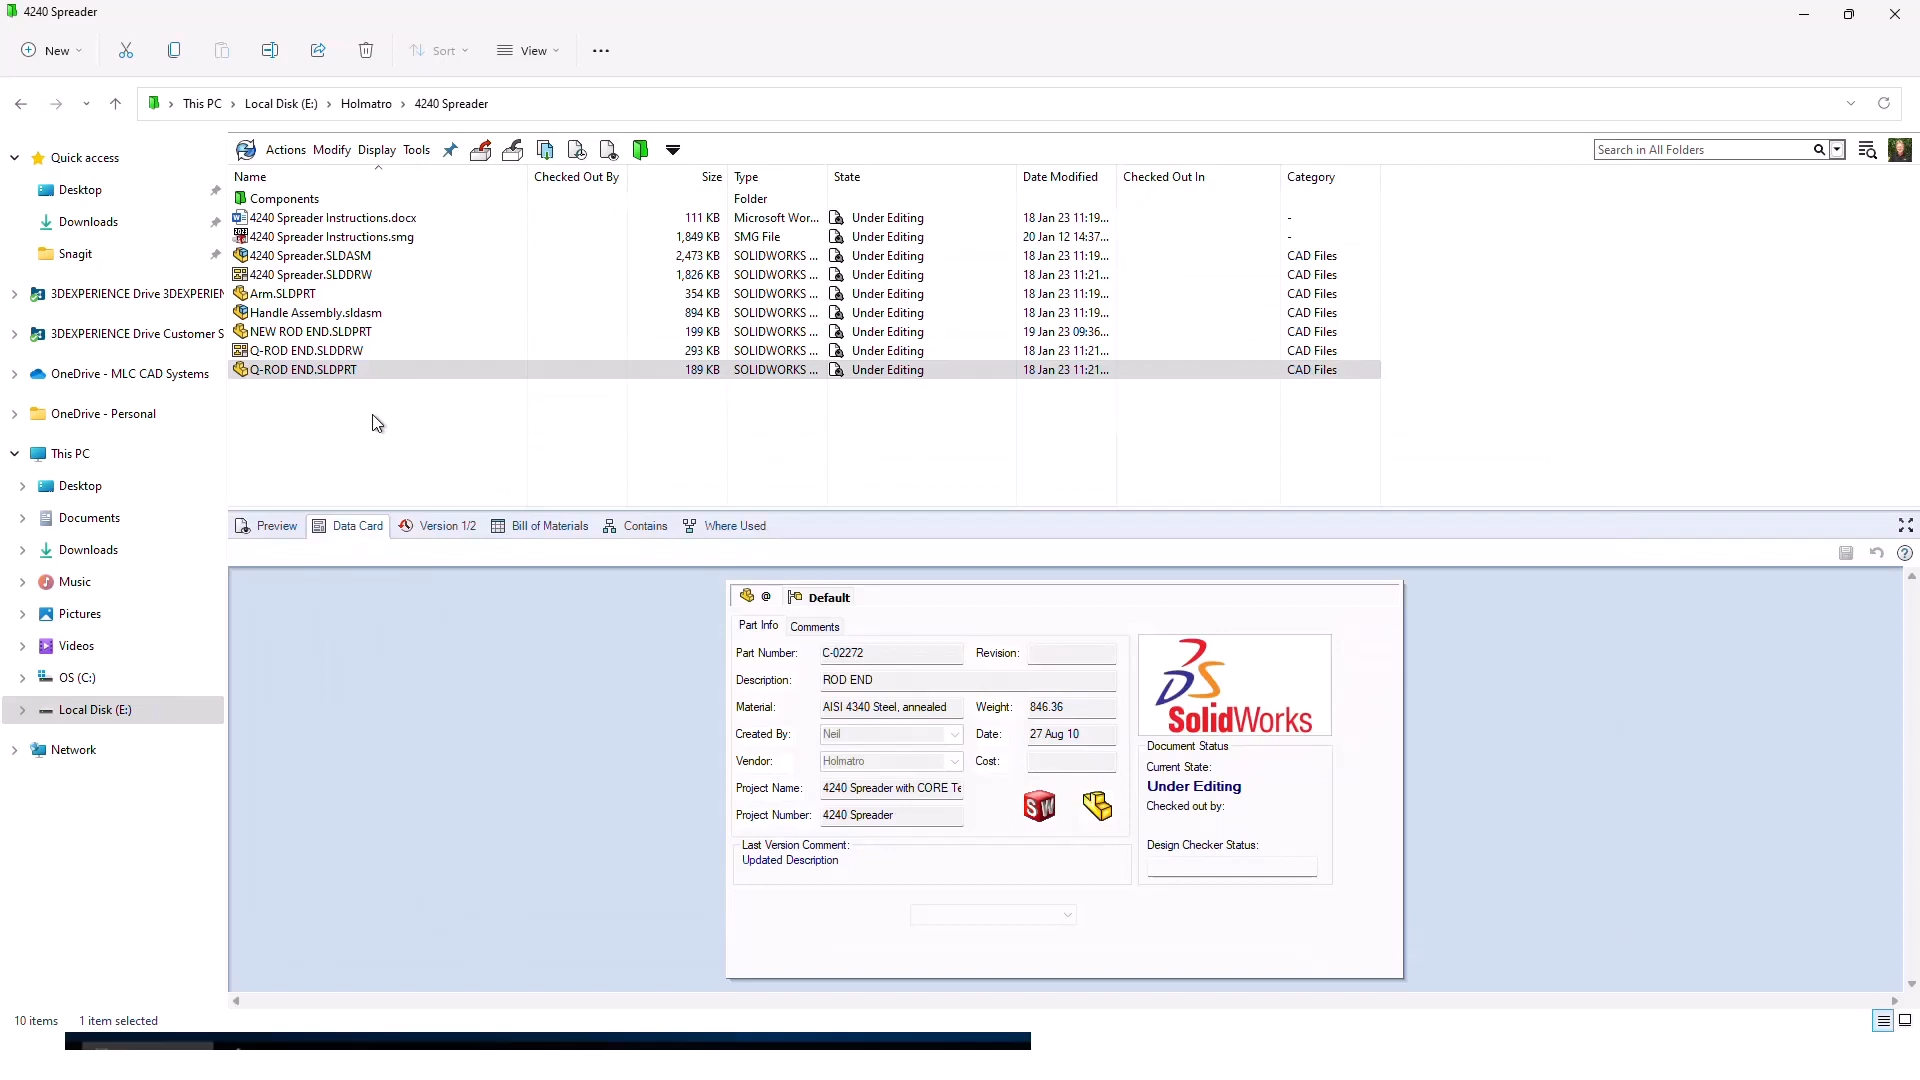 4240 Spreader
New Sort View
This PC > Local Disk (E:) > Holmatro > 4240 Spreader
Quick access
Desktop
Downloads
Snagit
3DEXPERIENCE Drive 3DEXPERIEN
3DEXPERIENCE Drive Customer S
OneDrive - MLC CAD Systems
OneDrive - Personal
This PC
Desktop
Documents
Downloads
Music
Pictures
Videos
OS (C:)
Local Disk (E:)
Network
Actions Modify Display Tools
Search in All Folders
Name Checked Out By Size Type State Date Modified Checked Out In Category
Components Folder
4240 Spreader Instructions.docx 111 KB Microsoft Wor... Under Editing 18 Jan 23 11:19... -
4240 Spreader Instructions.smg 1,849 KB SMG File Under Editing 20 Jan 12 14:37... -
4240 Spreader.SLDASM 2,473 KB SOLIDWORKS ... Under Editing 18 Jan 23 11:19... CAD Files
4240 Spreader.SLDDRW 1,826 KB SOLIDWORKS ... Under Editing 18 Jan 23 11:21... CAD Files
Arm.SLDPRT 354 KB SOLIDWORKS ... Under Editing 18 Jan 23 11:19... CAD Files
Handle Assembly.sldasm 894 KB SOLIDWORKS ... Under Editing 18 Jan 23 11:19... CAD Files
NEW ROD END.SLDPRT 199 KB SOLIDWORKS ... Under Editing 19 Jan 23 09:36... CAD Files
Q-ROD END.SLDDRW 293 KB SOLIDWORKS ... Under Editing 18 Jan 23 11:21... CAD Files
Q-ROD END.SLDPRT 189 KB SOLIDWORKS ... Under Editing 18 Jan 23 11:21... CAD Files
Preview Data Card Version 1/2 Bill of Materials Contains Where Used
@ Default
Part Info Comments
Part Number: C-02272 Revision:
Description: ROD END
Material: AISI 4340 Steel, annealed Weight: 846.36
Created By: Neil Date: 27 Aug 10
Vendor: Holmatro Cost:
Project Name: 4240 Spreader with CORE Te
Project Number: 4240 Spreader
SW
Last Version Comment:
Updated Description
SolidWorks
Document Status
Current State:
Under Editing
Checked out by:
Design Checker Status:
10 items 1 item selected